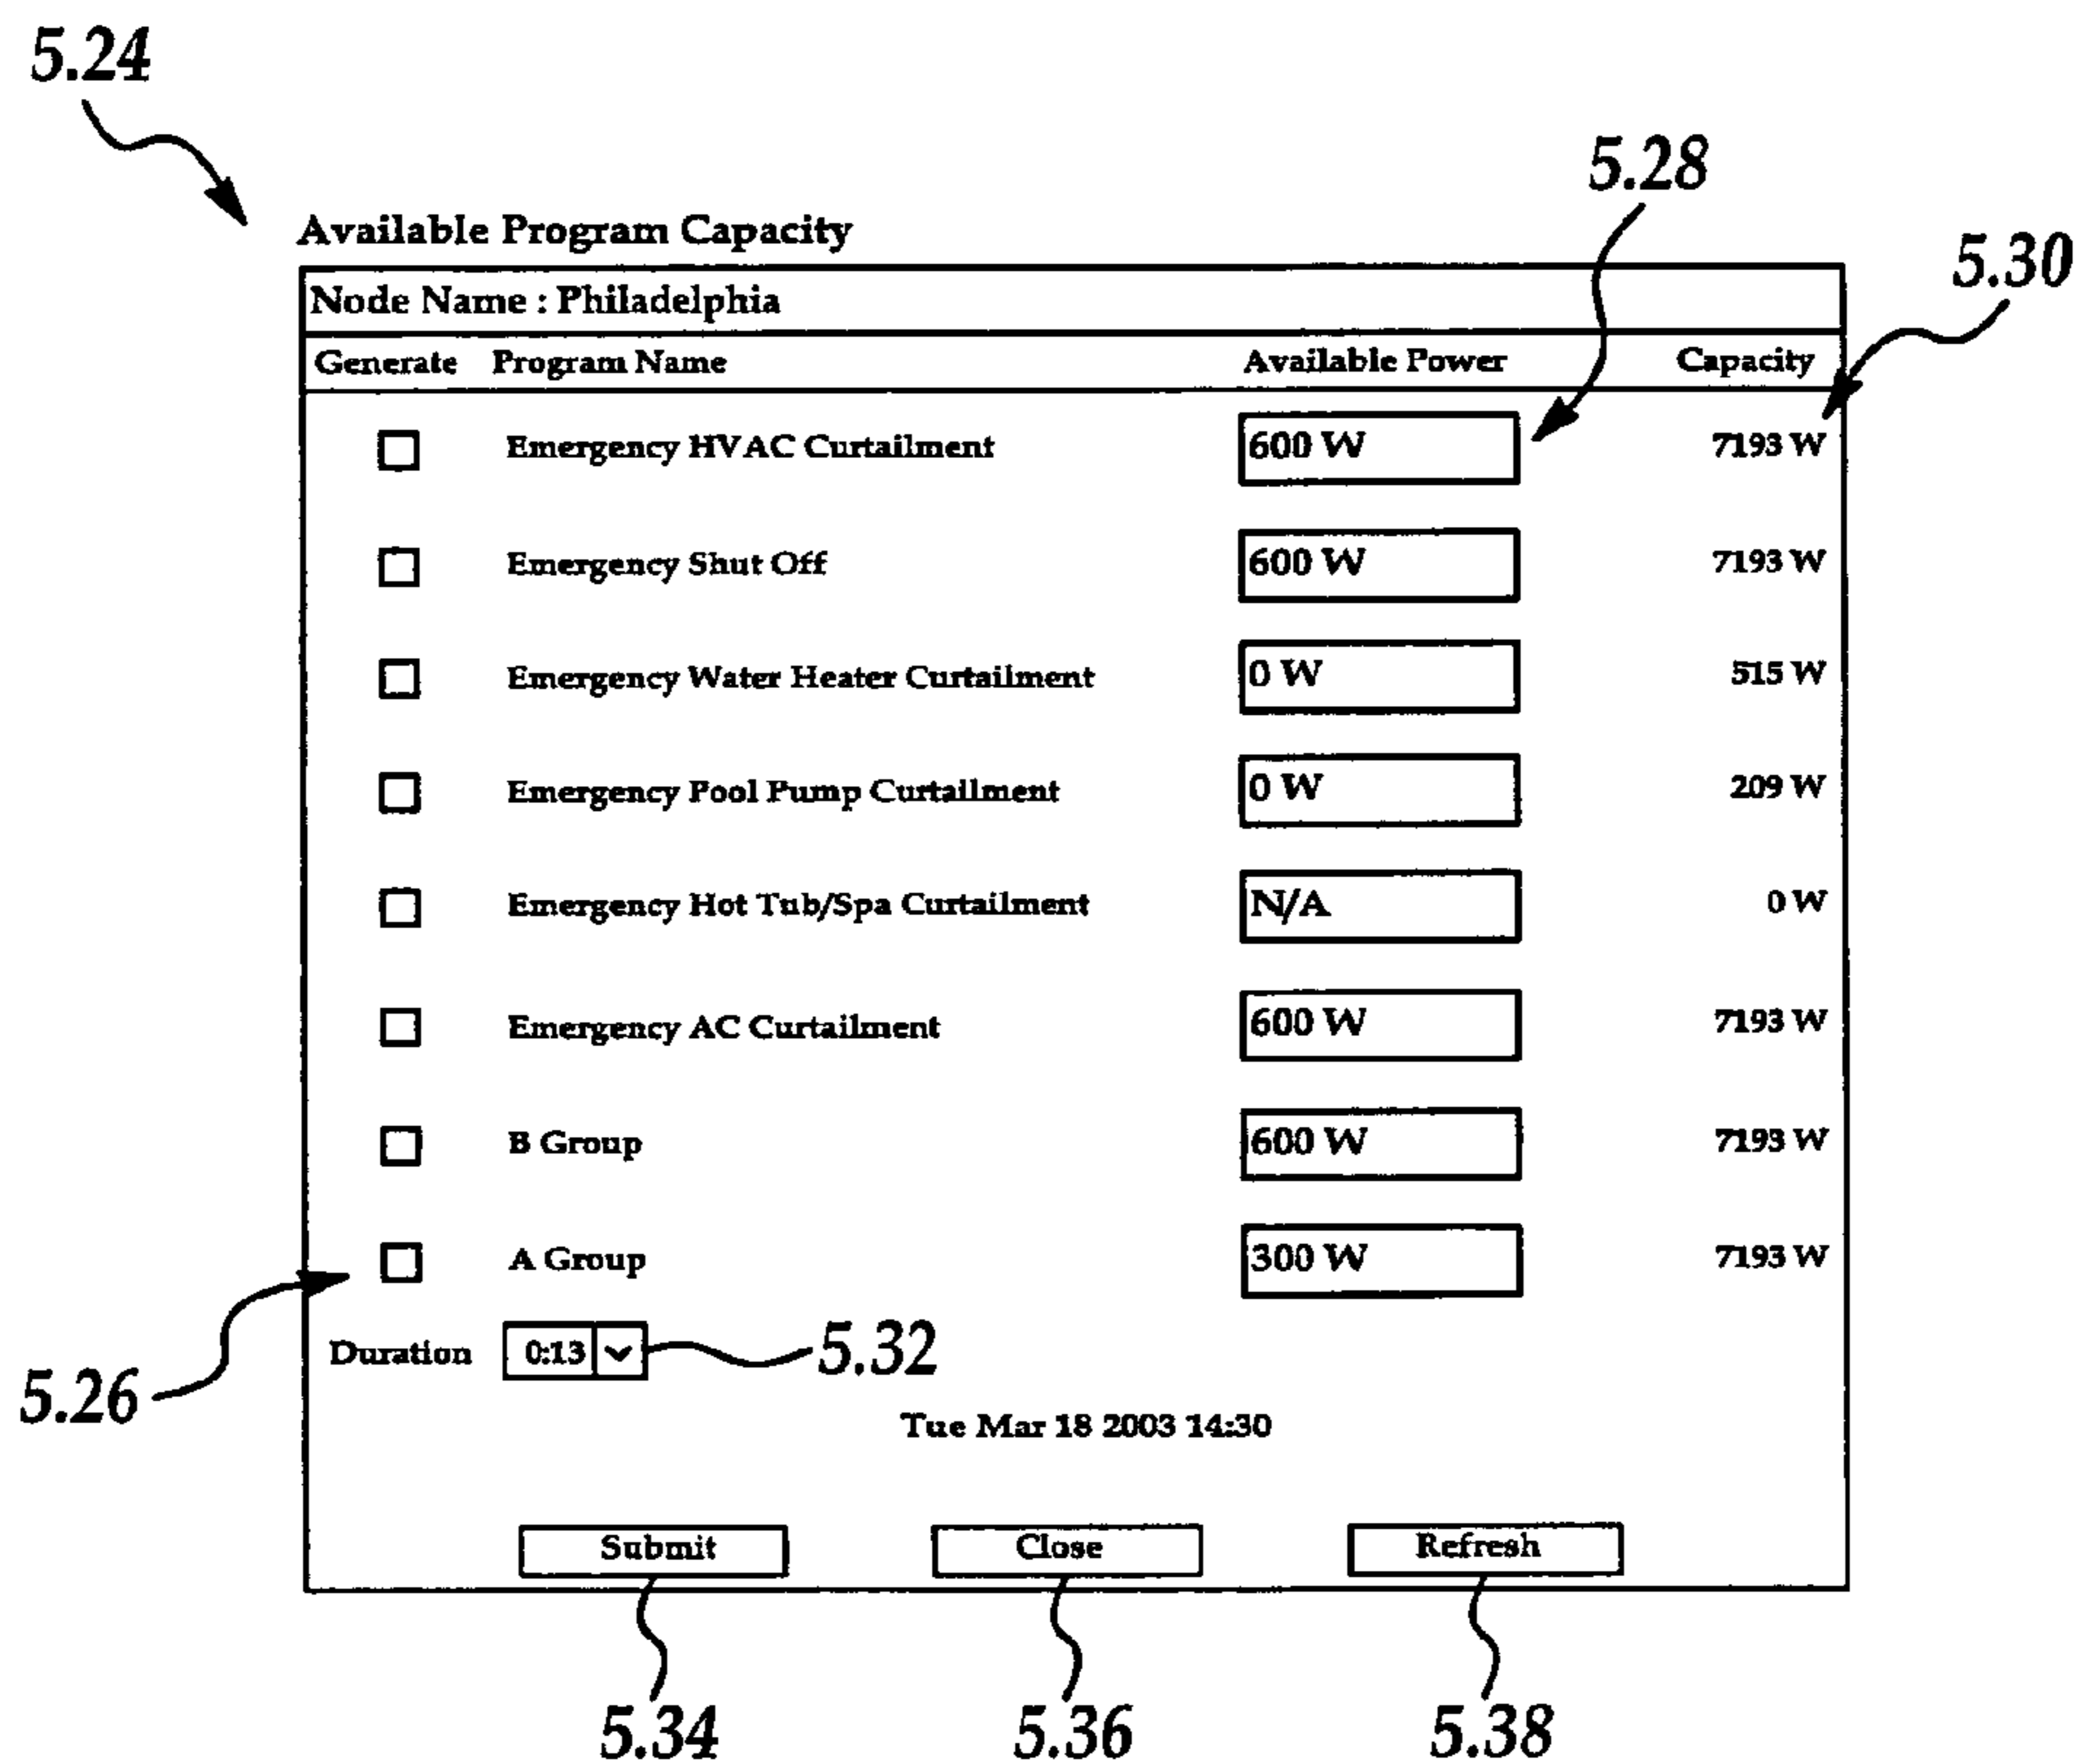 5.24
5.28
5.30
Available Program Capacity
Node Name : Philadelphia
Generate Program Name Available Power Capacity
Emergency HVAC Curtailment 600 W 7193 W
Emergency Shut Off 600 W 7193 W
Emergency Water Heater Curtailment 0 W 515 W
Emergency Pool Pump Curtailment 0 W 209 W
Emergency Hot Tub/Spa Curtailment N/A 0 W
Emergency AC Curtailment 600 W 7193 W
B Group 600 W 7193 W
A Group 300 W 7193 W
Duration 0:13 5.32
5.26
Tue Mar 18 2003 14:30
Submit Close Refresh
5.34 5.36 5.38